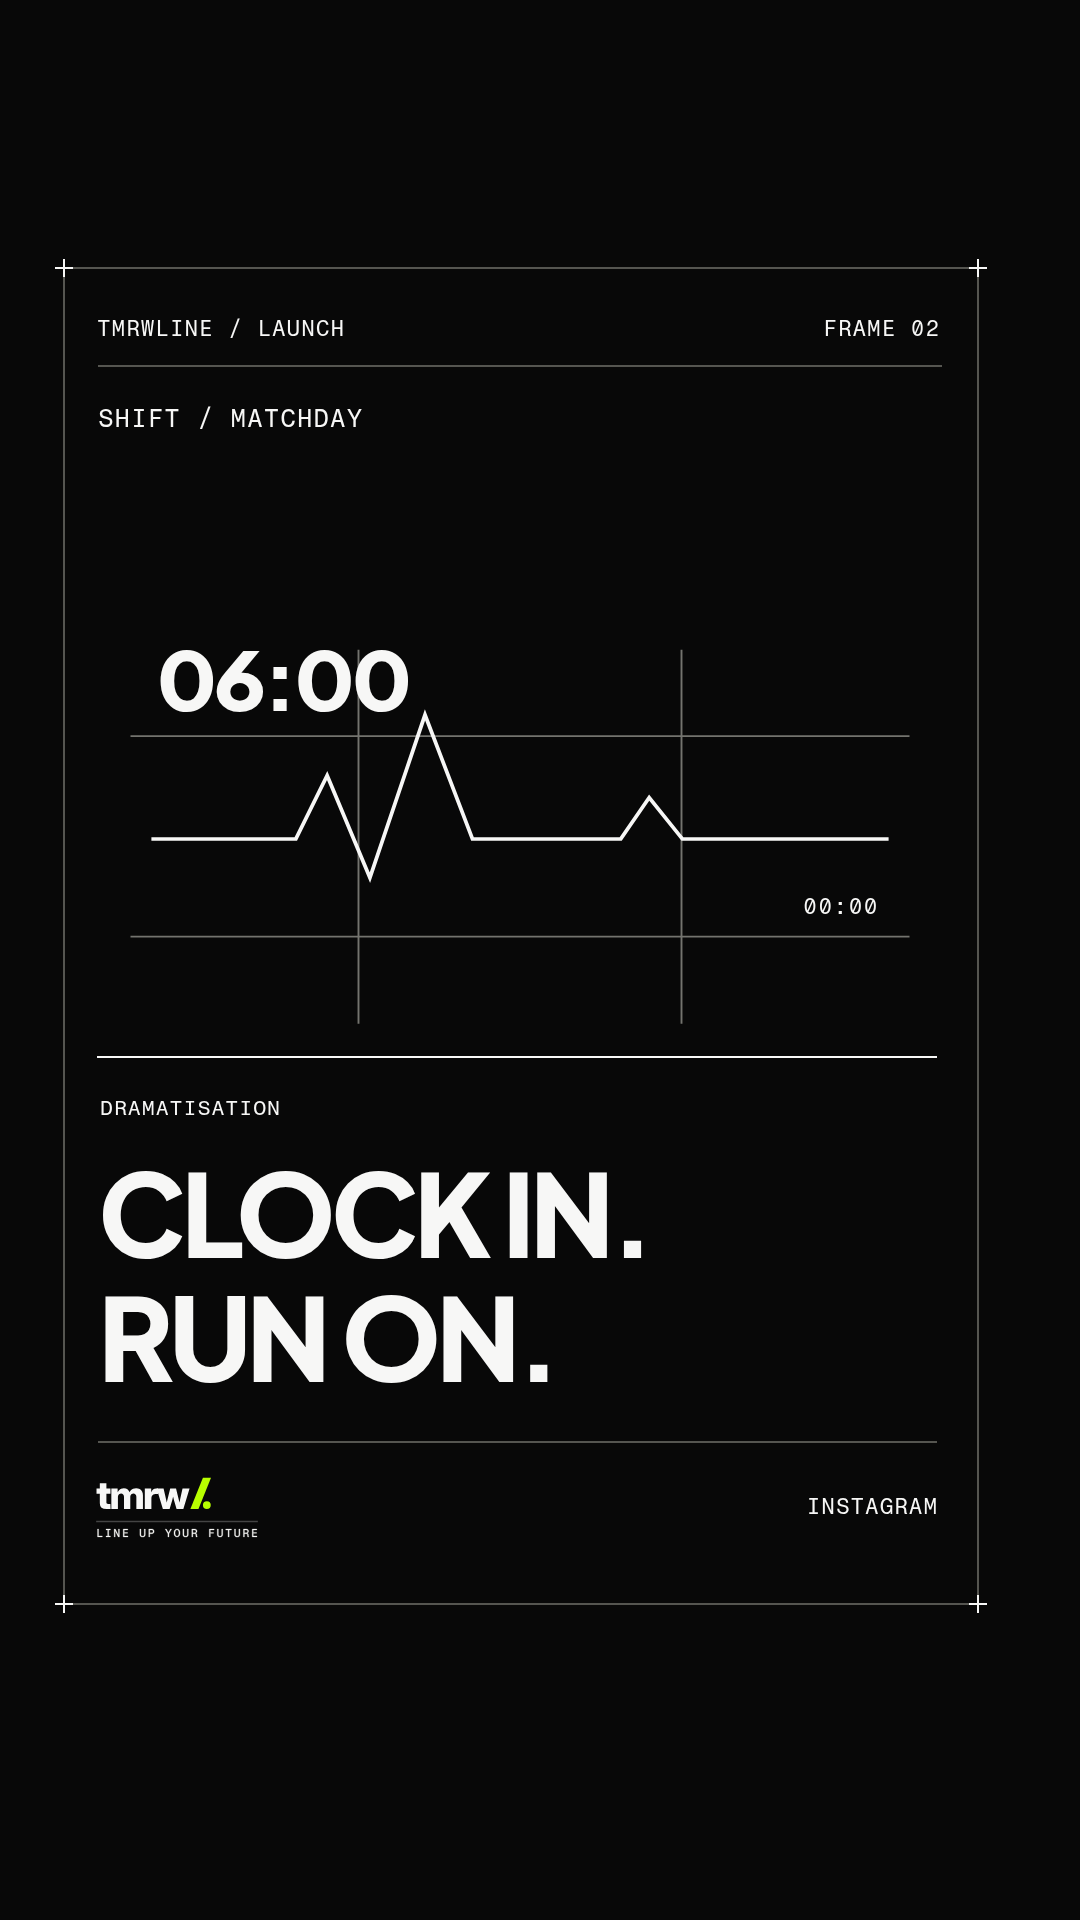 TMRWLINE / LAUNCH
FRAME 02
SHIFT / MATCHDAY
06:00
00:00
DRAMATISATION
CLOCK IN.
RUN ON.
tmrw/.
LINE UP YOUR FUTURE
INSTAGRAM